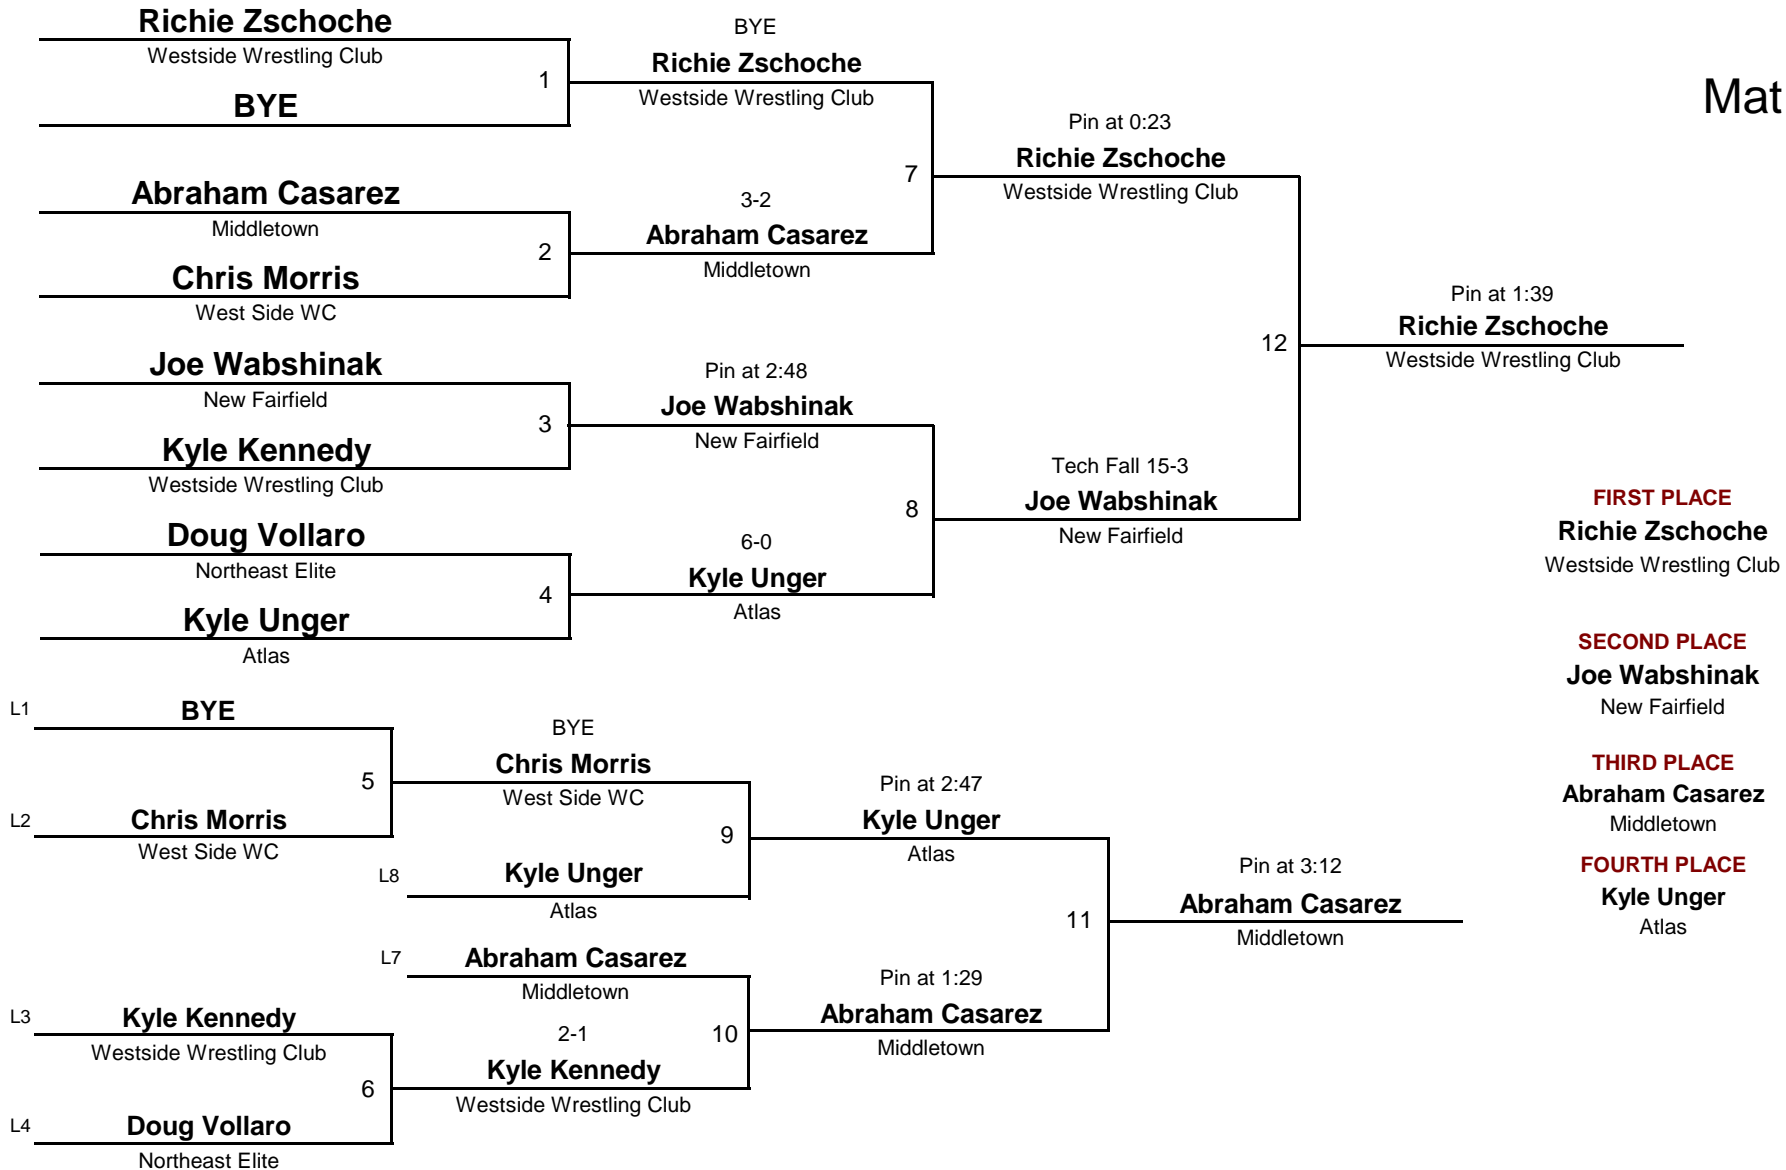 Richie Zschoche
Westside Wrestling Club
1
BYE
Abraham Casarez
Middletown
2
Chris Morris
West Side WC
Joe Wabshinak
New Fairfield
3
Kyle Kennedy
Westside Wrestling Club
Doug Vollaro
Northeast Elite
4
Kyle Unger
Atlas
BYE
Richie Zschoche
Westside Wrestling Club
7
3-2
Abraham Casarez
Middletown
Pin at 2:48
Joe Wabshinak
New Fairfield
8
6-0
Kyle Unger
Atlas
Pin at 0:23
Richie Zschoche
Westside Wrestling Club
12
Tech Fall 15-3
Joe Wabshinak
New Fairfield
Pin at 1:39
Richie Zschoche
Westside Wrestling Club
Mat
FIRST PLACE
Richie Zschoche
Westside Wrestling Club
SECOND PLACE
Joe Wabshinak
New Fairfield
THIRD PLACE
Abraham Casarez
Middletown
FOURTH PLACE
Kyle Unger
Atlas
L1
BYE
5
L2
Chris Morris
West Side WC
L3
Kyle Kennedy
Westside Wrestling Club
6
L4
Doug Vollaro
Northeast Elite
BYE
Chris Morris
West Side WC
9
L8
Kyle Unger
Atlas
L7
Abraham Casarez
Middletown
10
2-1
Kyle Kennedy
Westside Wrestling Club
Pin at 2:47
Kyle Unger
Atlas
11
Pin at 1:29
Abraham Casarez
Middletown
Pin at 3:12
Abraham Casarez
Middletown